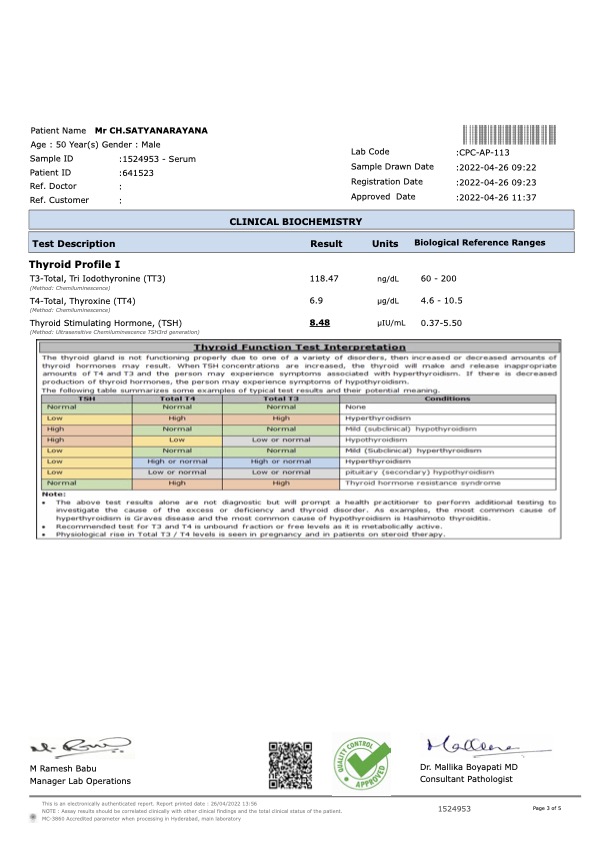 Patient Name Mr CH.SATYANARAYANA
Age : 50 Year(s) Gender : Male
Sample ID :1524953 - Serum
Patient ID :641523
Ref. Doctor :
Ref. Customer :
Lab Code :CPC-AP-113
Sample Drawn Date :2022-04-26 09:22
Registration Date :2022-04-26 09:23
Approved Date :2022-04-26 11:37
CLINICAL BIOCHEMISTRY
Test Description Result Units Biological Reference Ranges
Thyroid Profile I
T3-Total, Tri Iodothyronine (TT3) 118.47 ng/dL 60 - 200
(Method: Chemiluminescence)
T4-Total, Thyroxine (TT4) 6.9 µg/dL 4.6 - 10.5
(Method: Chemiluminescence)
Thyroid Stimulating Hormone, (TSH) 8.48 µIU/mL 0.37-5.50
(Method: Ultrasensitive Chemiluminescence TSH3rd generation)
Thyroid Function Test Interpretation
The thyroid gland is not functioning properly due to one of a variety of disorders, then increased or decreased amounts of
thyroid hormones may result. When TSH concentrations are increased, the thyroid will make and release inappropriate
amounts of T4 and T3 and the person may experience symptoms associated with hyperthyroidism. If there is decreased
production of thyroid hormones, the person may experience symptoms of hypothyroidism.
The following table summarizes some examples of typical test results and their potential meaning.
TSH Total T4 Total T3 Conditions
Normal Normal Normal None
Low High High Hyperthyroidism
High Normal Normal Mild (subclinical) hypothyroidism
High Low Low or normal Hypothyroidism
Low Normal Normal Mild (Subclinical) hyperthyroidism
Low High or normal High or normal Hyperthyroidism
Low Low or normal Low or normal pituitary (secondary) hypothyroidism
Normal High High Thyroid hormone resistance syndrome
Note:
• The above test results alone are not diagnostic but will prompt a health practitioner to perform additional testing to
investigate the cause of the excess or deficiency and thyroid disorder. As examples, the most common cause of
hyperthyroidism is Graves disease and the most common cause of hypothyroidism is Hashimoto thyroiditis.
• Recommended test for T3 and T4 is unbound fraction or free levels as it is metabolically active.
• Physiological rise in Total T3 / T4 levels is seen in pregnancy and in patients on steroid therapy.
M Ramesh Babu
Manager Lab Operations
QUALITY CONTROL
APPROVED
Dr. Mallika Boyapati MD
Consultant Pathologist
This is an electronically authenticated report. Report printed date : 26/04/2022 13:56
NOTE : Assay results should be correlated clinically with other clinical findings and the total clinical status of the patient.
MC-3860 Accredited parameter when processing in Hyderabad, main laboratory
1524953
Page 3 of 5